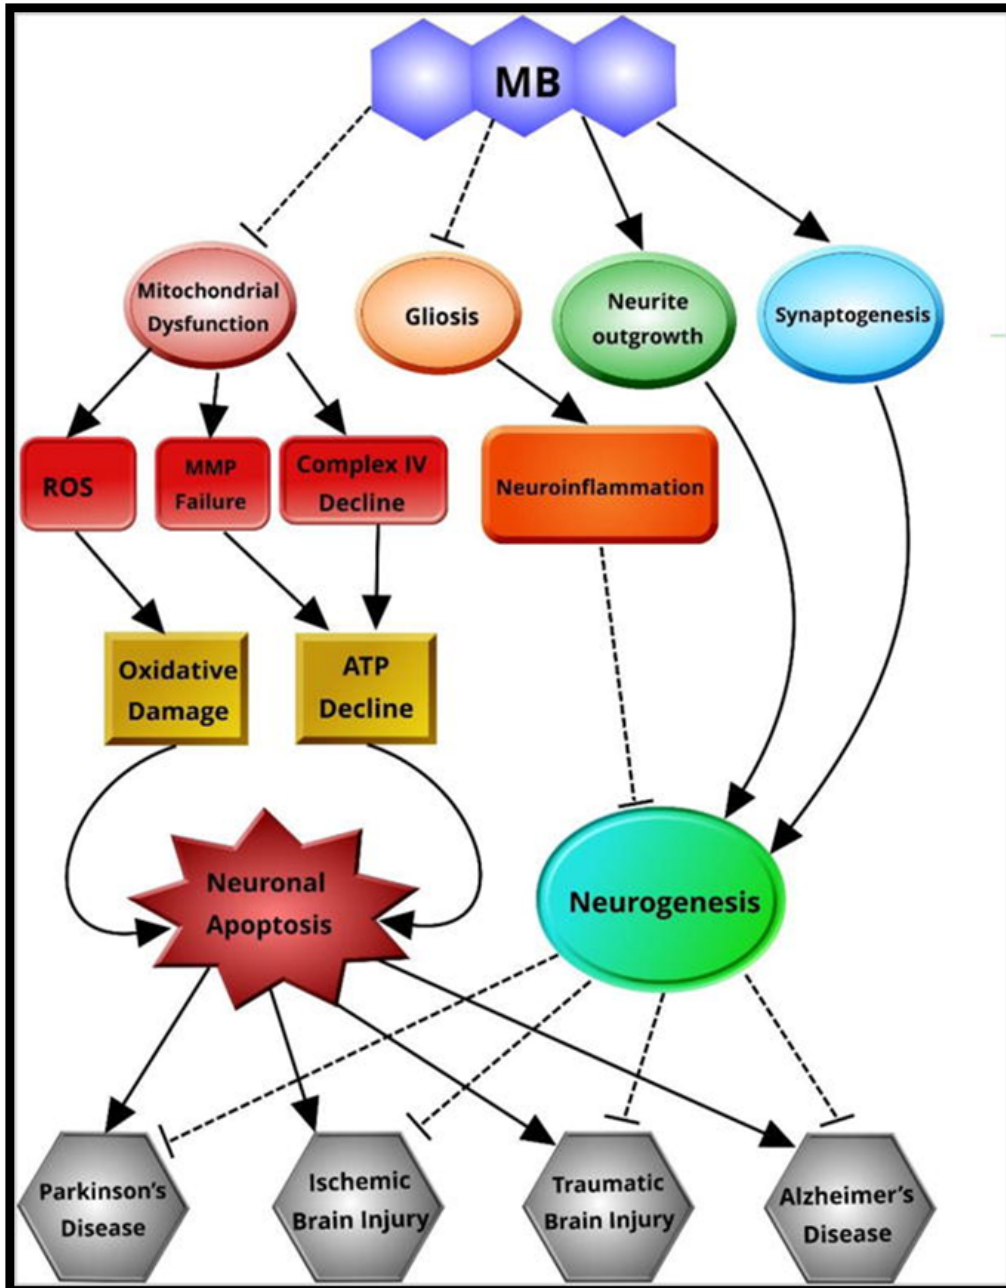 MB
Mitochondrial
Dysfunction
Gliosis
Neurite
outgrowth
Synaptogenesis
ROS
MMP
Failure
Complex IV
Decline
Neuroinflammation
Oxidative
Damage
ATP
Decline
Neuronal
Apoptosis
Neurogenesis
Parkinson's
Disease
Ischemic
Brain Injury
Traumatic
Brain Injury
Alzheimer's
Disease